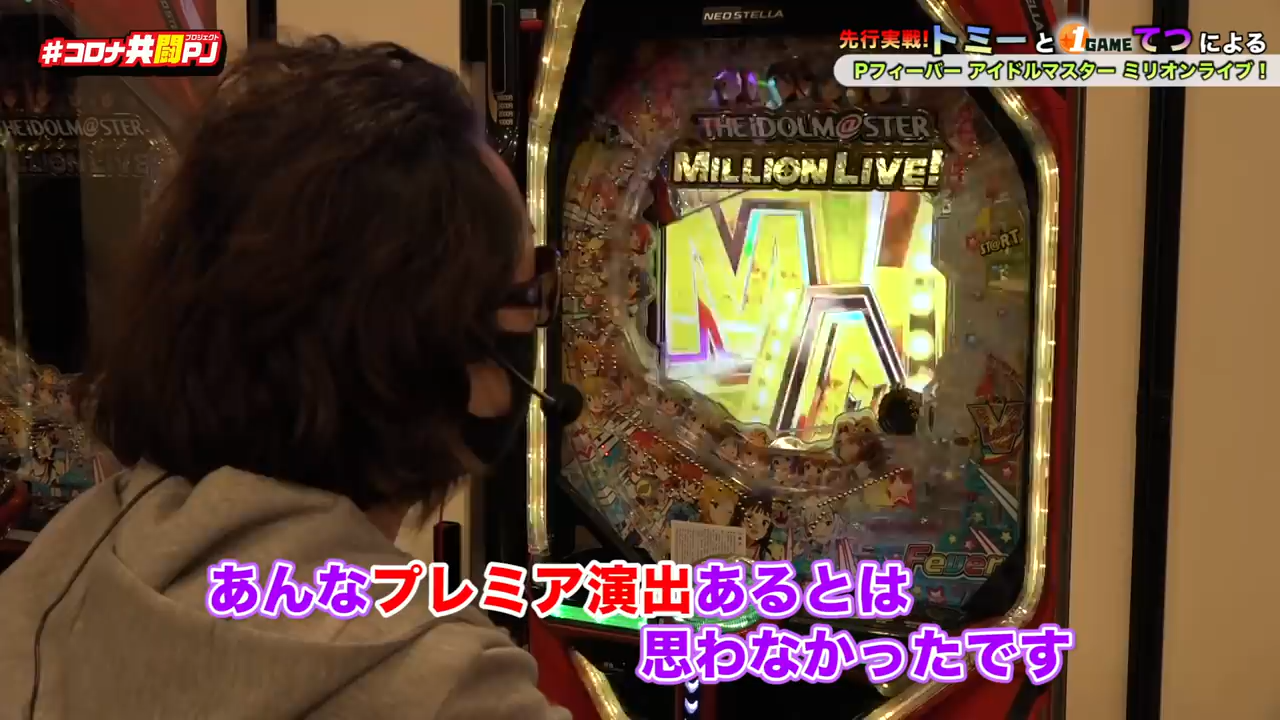 #コロナ共闘PJ
プロジェクト
先行実戦!トミーと+1GAMEてつによる
Pフィーバー アイドルマスター ミリオンライブ!
NEO STELLA
THE iDOLM@STER
MILLION LIVE!
THE iDOLM@STER
ST@RT
Fever
あんなプレミア演出あるとは
思わなかったです